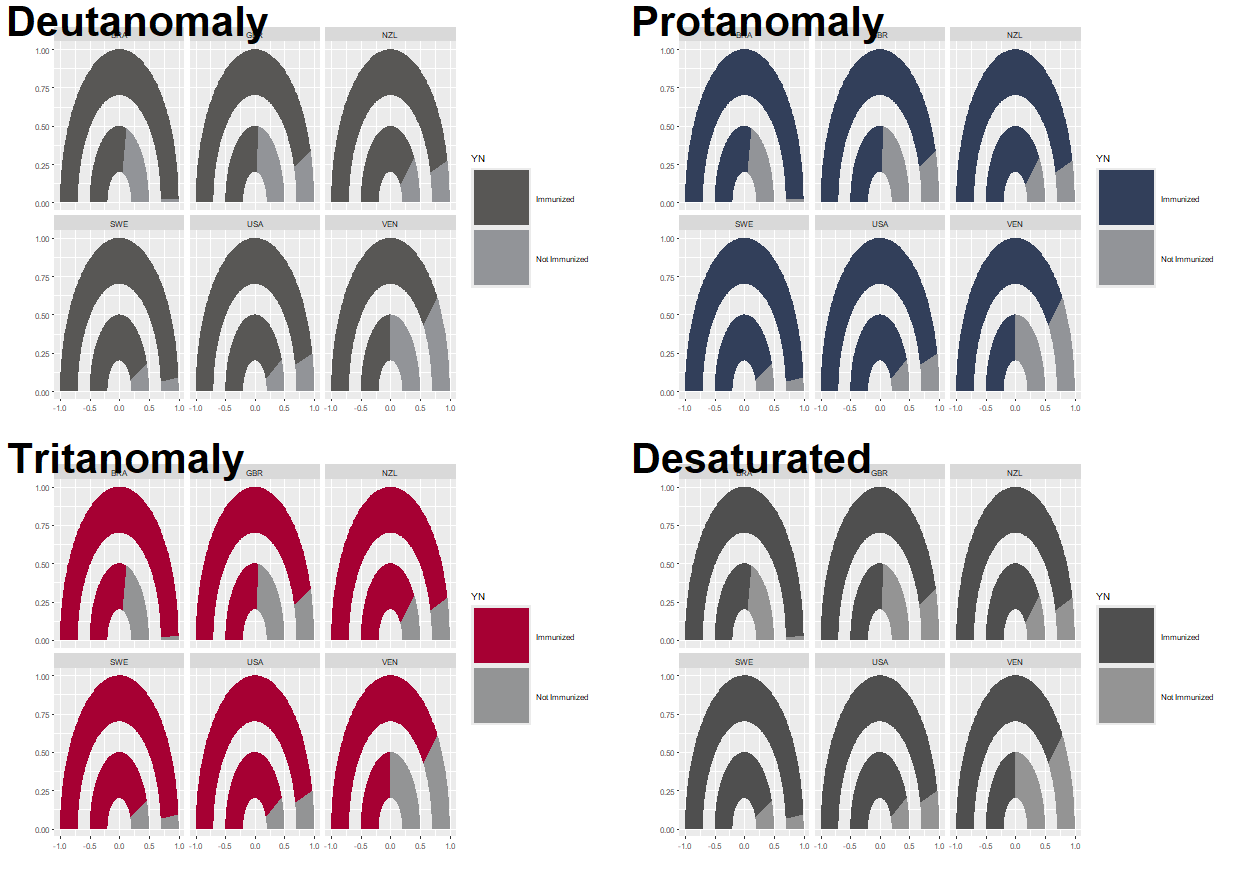 Deutanomaly Protanomaly
BRA GBR NZL BRA GBR NZL
1.00 1.00
0.75 0.75
YN YN
0.50 0.50
0.25 Immunized 0.25 Immunized
0.00 0.00
SWE USA VEN SWE USA VEN
1.00 1.00
Not Immunized Not Immunized
0.75 0.75
0.50 0.50
0.25 0.25
0.00 0.00
-1.0 -0.5 0.0 0.5 1.0 -1.0 -0.5 0.0 0.5 1.0 -1.0 -0.5 0.0 0.5 1.0 -1.0 -0.5 0.0 0.5 1.0 -1.0 -0.5 0.0 0.5 1.0 -1.0 -0.5 0.0 0.5 1.0
Tritanomaly Desaturated
BRA GBR NZL BRA GBR NZL
1.00 1.00
0.75 0.75
0.50 0.50
YN YN
0.25 0.25
0.00 Immunized 0.00 Immunized
SWE USA VEN SWE USA VEN
1.00 1.00
Not Immunized Not Immunized
0.75 0.75
0.50 0.50
0.25 0.25
0.00 0.00
-1.0 -0.5 0.0 0.5 1.0 -1.0 -0.5 0.0 0.5 1.0 -1.0 -0.5 0.0 0.5 1.0 -1.0 -0.5 0.0 0.5 1.0 -1.0 -0.5 0.0 0.5 1.0 -1.0 -0.5 0.0 0.5 1.0